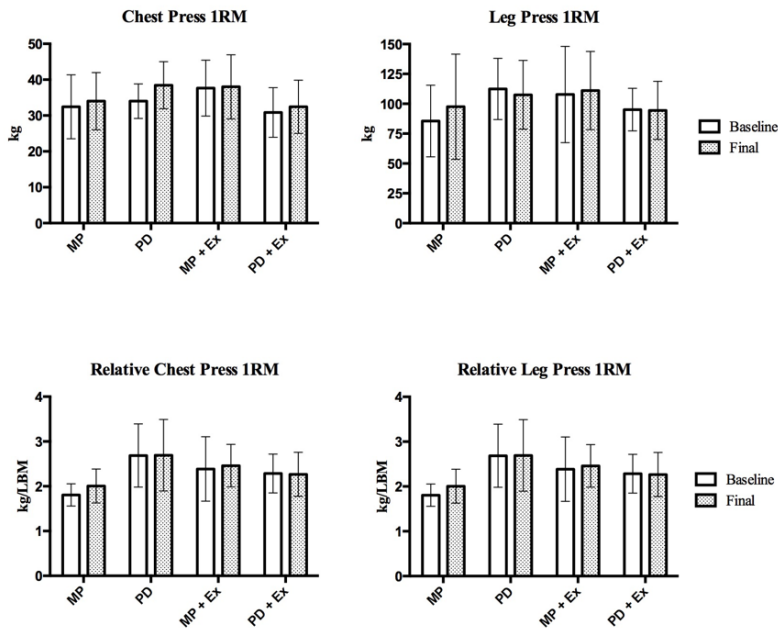 Chest Press 1RM
50
40
30
20
10
0
kg
MP
PD
MP + Ex
PD + Ex
Leg Press 1RM
150
125
100
75
50
25
0
kg
MP
PD
MP + Ex
PD + Ex
Baseline
Final
Relative Chest Press 1RM
4
3
2
1
0
kg/LBM
MP
PD
MP + Ex
PD + Ex
Relative Leg Press 1RM
4
3
2
1
0
kg/LBM
MP
PD
MP + Ex
PD + Ex
Baseline
Final